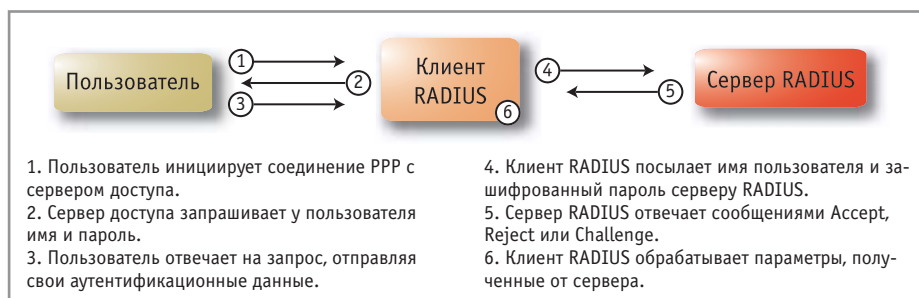 Пользователь
1
2
3
Клиент
RADIUS
6
4
5
Сервер RADIUS
1. Пользователь инициирует соединение PPP с
сервером доступа.
2. Сервер доступа запрашивает у пользователя
имя и пароль.
3. Пользователь отвечает на запрос, отправляя
свои аутентификационные данные.
4. Клиент RADIUS посылает имя пользователя и за-
шифрованный пароль серверу RADIUS.
5. Сервер RADIUS отвечает сообщениями Accept,
Reject или Challenge.
6. Клиент RADIUS обрабатывает параметры, полу-
ченные от сервера.